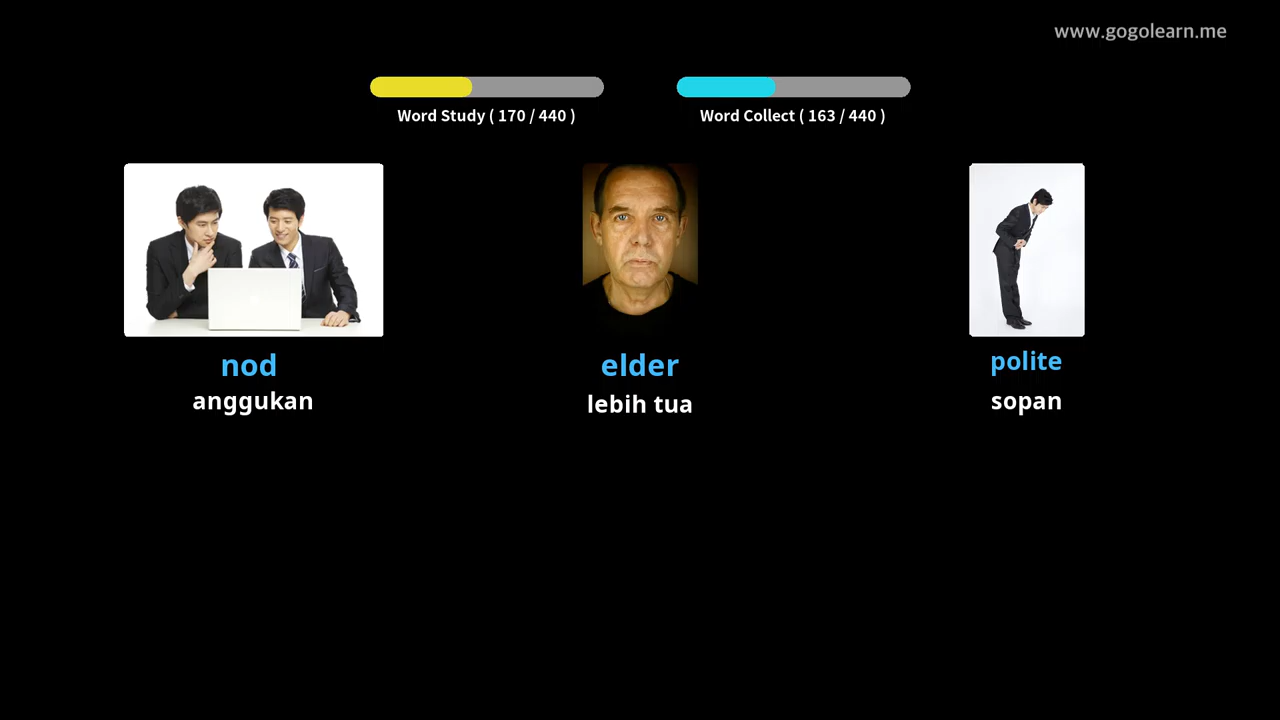 www.gogolearn.me
Word Study ( 170 / 440 )
Word Collect ( 163 / 440 )
nod
elder
polite
anggukan
lebih tua
sopan